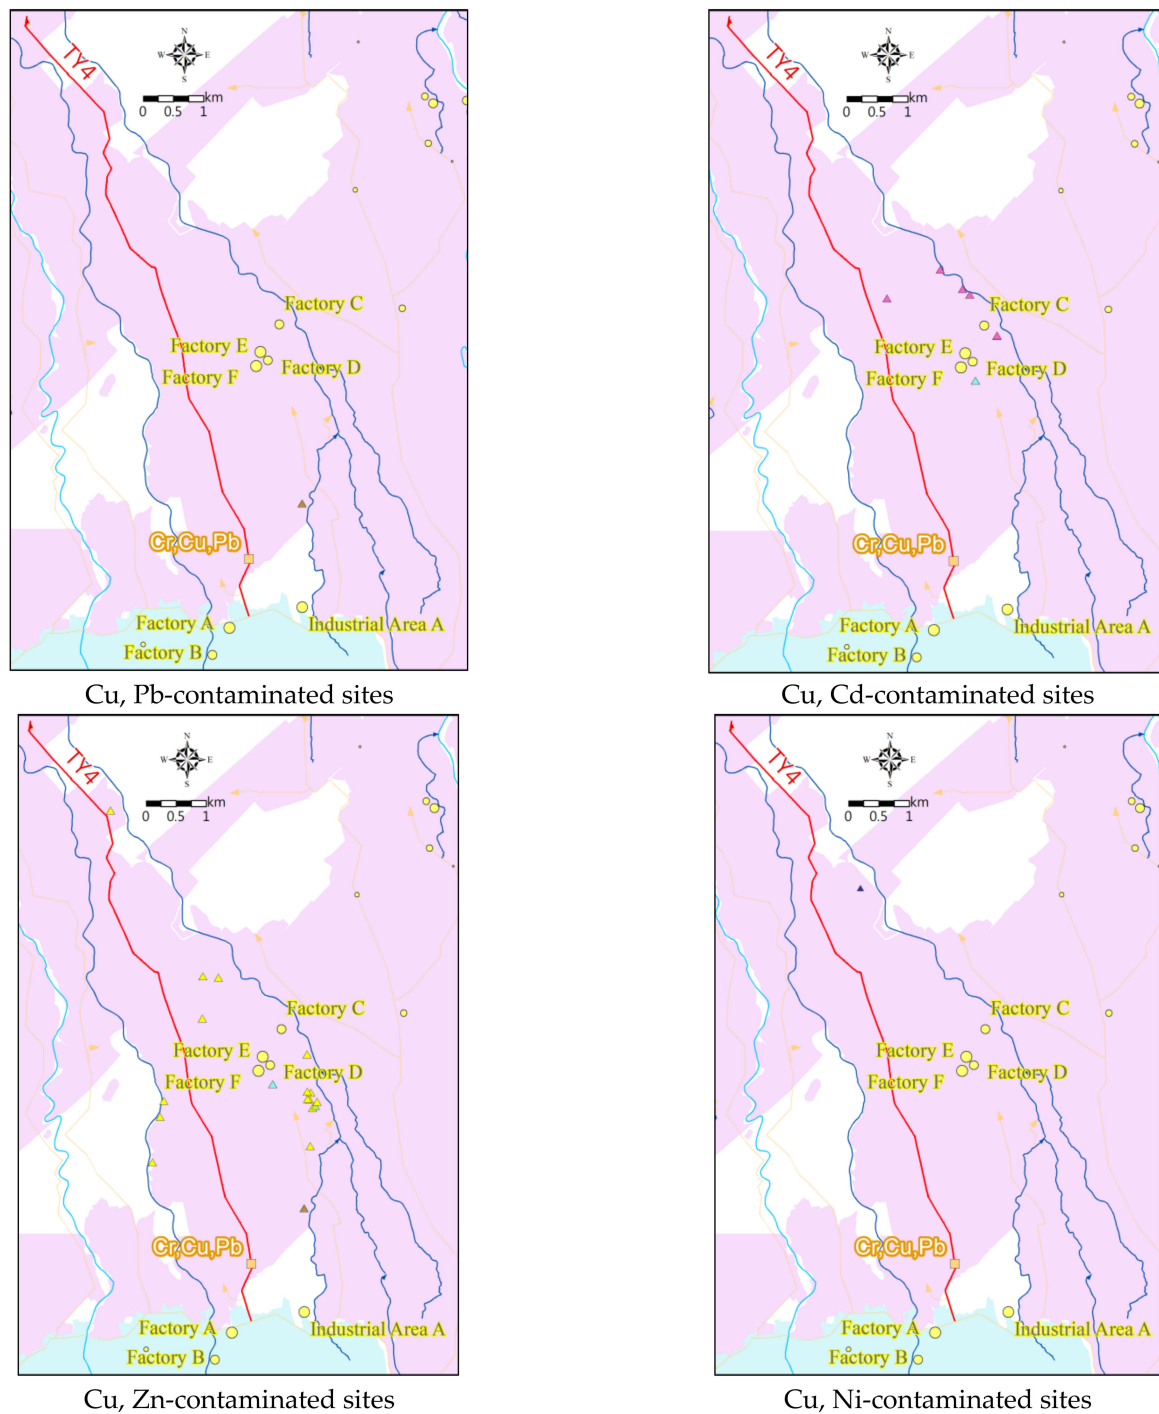 TY4
N
W E
S
km
0 0.5 1
Factory C
Factory E
Factory D
Factory F
Cr,Cu,Pb
Factory A
Industrial Area A
Factory B
Cu, Pb-contaminated sites
TY4
N
W E
S
km
0 0.5 1
Factory C
Factory E
Factory D
Factory F
Cr,Cu,Pb
Factory A
Industrial Area A
Factory B
Cu, Cd-contaminated sites
TY4
N
W E
S
km
0 0.5 1
Factory C
Factory E
Factory D
Factory F
Cr,Cu,Pb
Factory A
Industrial Area A
Factory B
Cu, Zn-contaminated sites
TY4
N
W E
S
km
0 0.5 1
Factory C
Factory E
Factory D
Factory F
Cr,Cu,Pb
Factory A
Industrial Area A
Factory B
Cu, Ni-contaminated sites